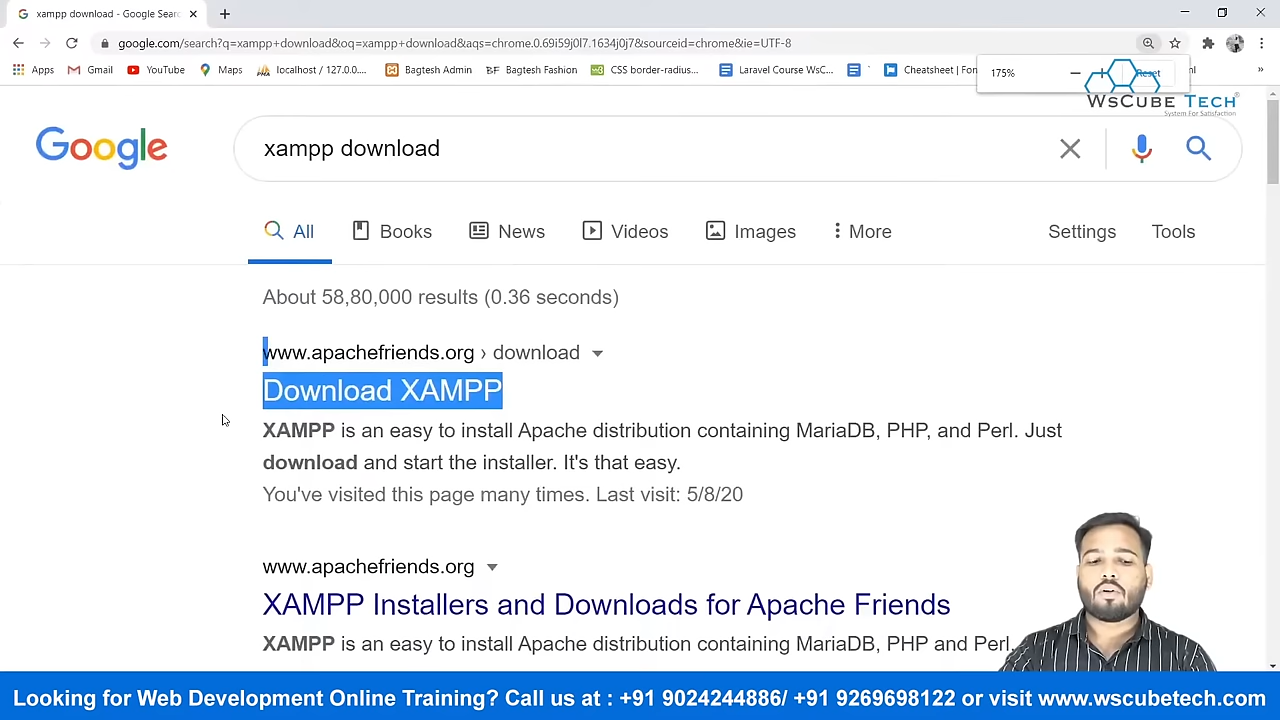 xampp download - Google Searc
google.com/search?q=xampp+download&oq=xampp+download&aqs=chrome.0.69i59j0l7.1634j0j7&sourceid=chrome&ie=UTF-8
Apps Gmail YouTube Maps localhost / 127.0.0.... Bagtesh Admin BF Bagtesh Fashion CSS border-radius... Laravel Course WsC... Cheatsheet | Fon »
175% Reset
WsCube Tech
System For Satisfaction
Google
xampp download
All Books News Videos Images More Settings Tools
About 58,80,000 results (0.36 seconds)
www.apachefriends.org › download
Download XAMPP
XAMPP is an easy to install Apache distribution containing MariaDB, PHP, and Perl. Just
download and start the installer. It's that easy.
You've visited this page many times. Last visit: 5/8/20
www.apachefriends.org
XAMPP Installers and Downloads for Apache Friends
XAMPP is an easy to install Apache distribution containing MariaDB, PHP and Perl.
Looking for Web Development Online Training? Call us at : +91 9024244886/ +91 9269698122 or visit www.wscubetech.com